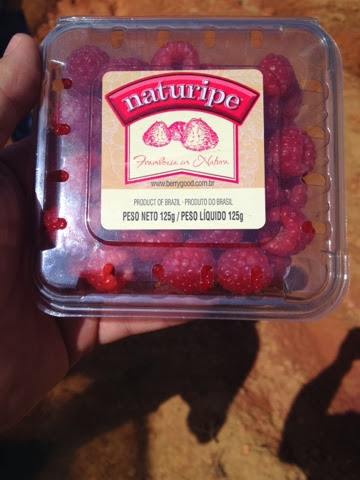 naturipe
Framboesa in Natura
www.berrygood.com.br
PRODUCT OF BRAZIL - PRODUTO DO BRASIL
PESO NETO 125g / PESO LÍQUIDO 125g